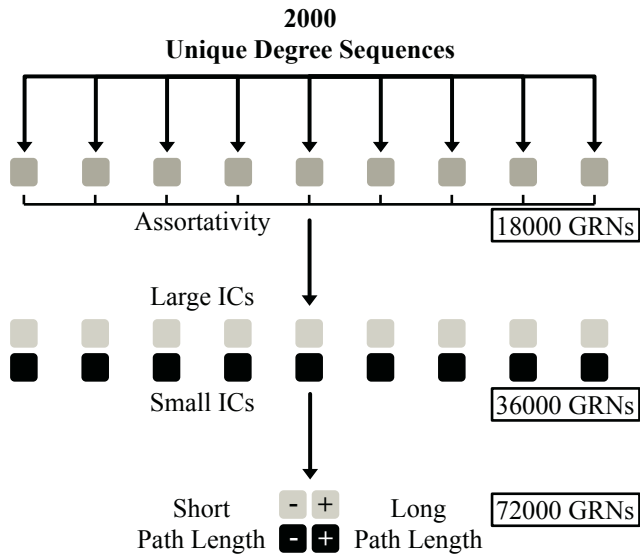 2000
Unique Degree Sequences
Assortativity
18000 GRNs
Large ICs
Small ICs
36000 GRNs
- +
Short Long
72000 GRNs
Path Length - + Path Length